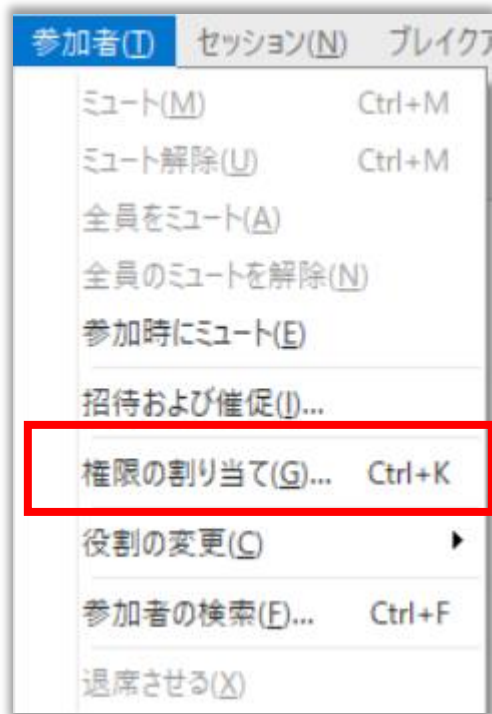 参加者(T) セッション(N) ブレイクア
ミュート(M) Ctrl+M
ミュート解除(U) Ctrl+M
全員をミュート(A)
全員のミュートを解除(N)
参加時にミュート(E)
招待および催促(I)...
権限の割り当て(G)... Ctrl+K
役割の変更(C)
参加者の検索(F)... Ctrl+F
退席させる(X)